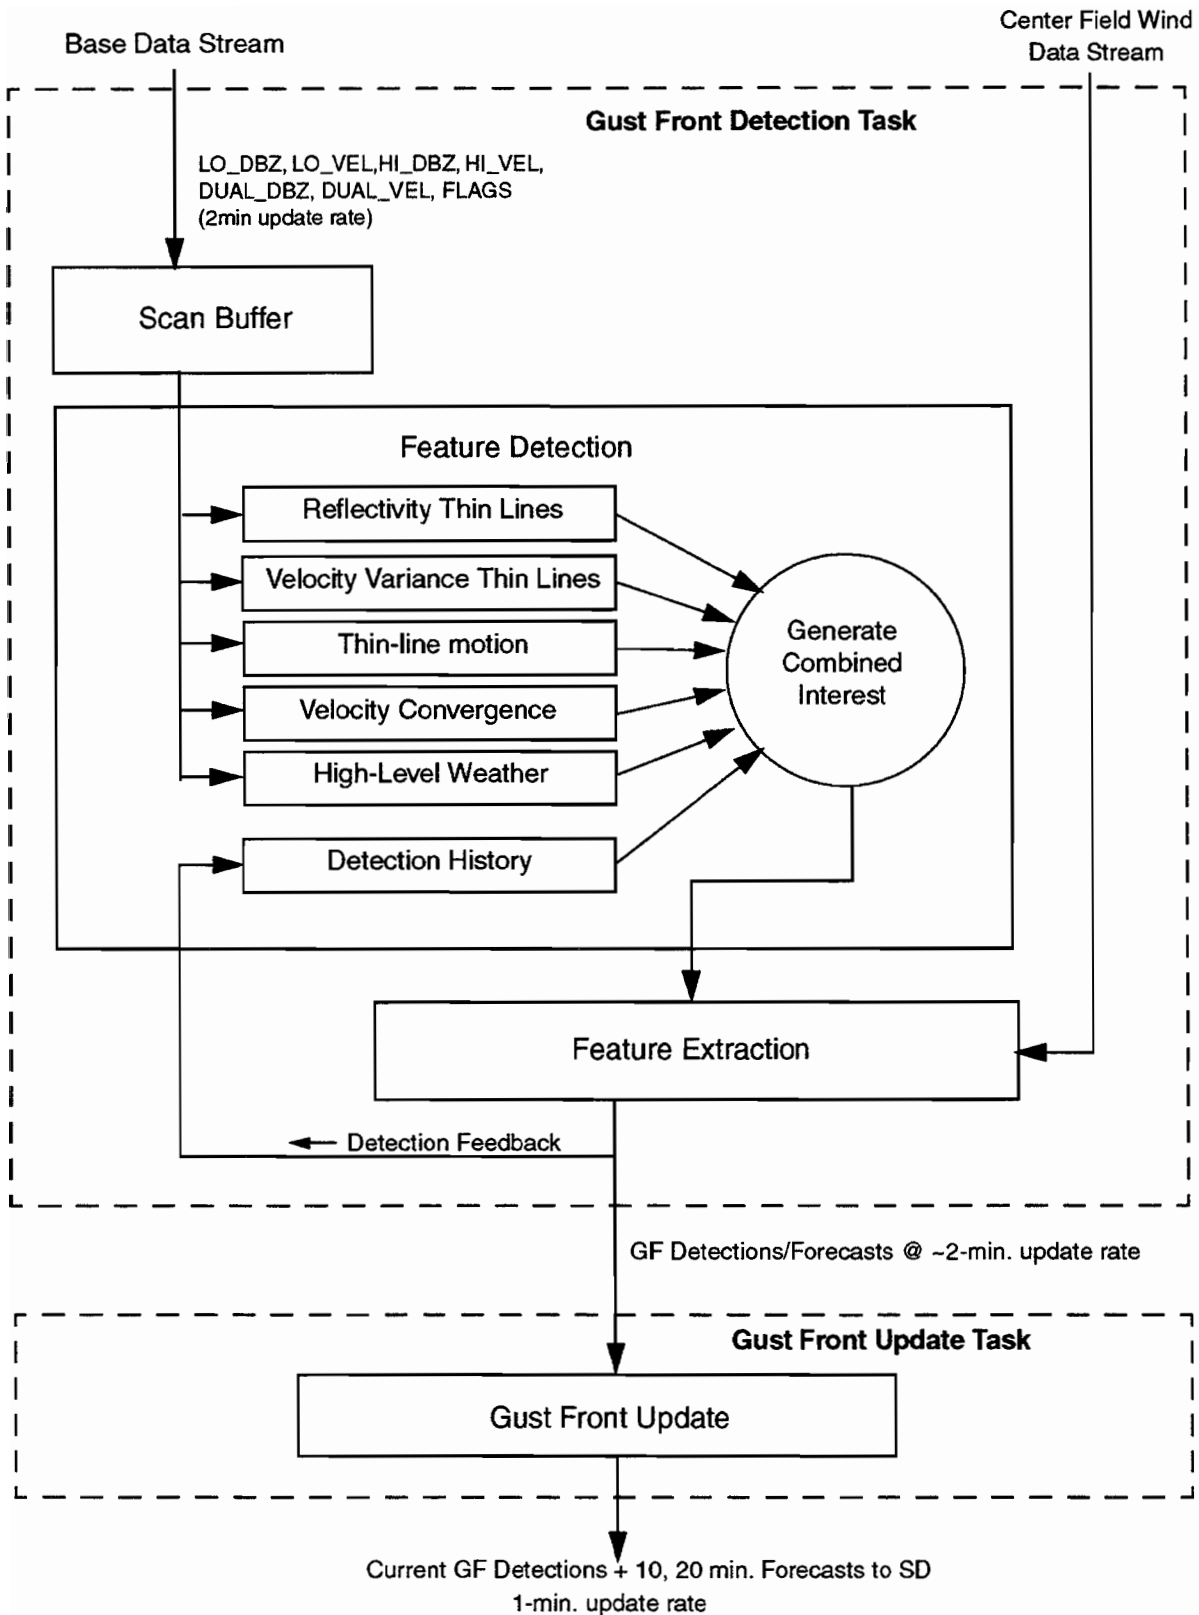 Base Data Stream
Center Field Wind
Data Stream
Gust Front Detection Task
LO_DBZ, LO_VEL,HI_DBZ, HI_VEL,
DUAL_DBZ, DUAL_VEL, FLAGS
(2min update rate)
Scan Buffer
Feature Detection
Reflectivity Thin Lines
Velocity Variance Thin Lines
Thin-line motion
Velocity Convergence
High-Level Weather
Detection History
Generate
Combined
Interest
Feature Extraction
Detection Feedback
GF Detections/Forecasts @ ~2-min. update rate
Gust Front Update Task
Gust Front Update
Current GF Detections + 10, 20 min. Forecasts to SD
1-min. update rate